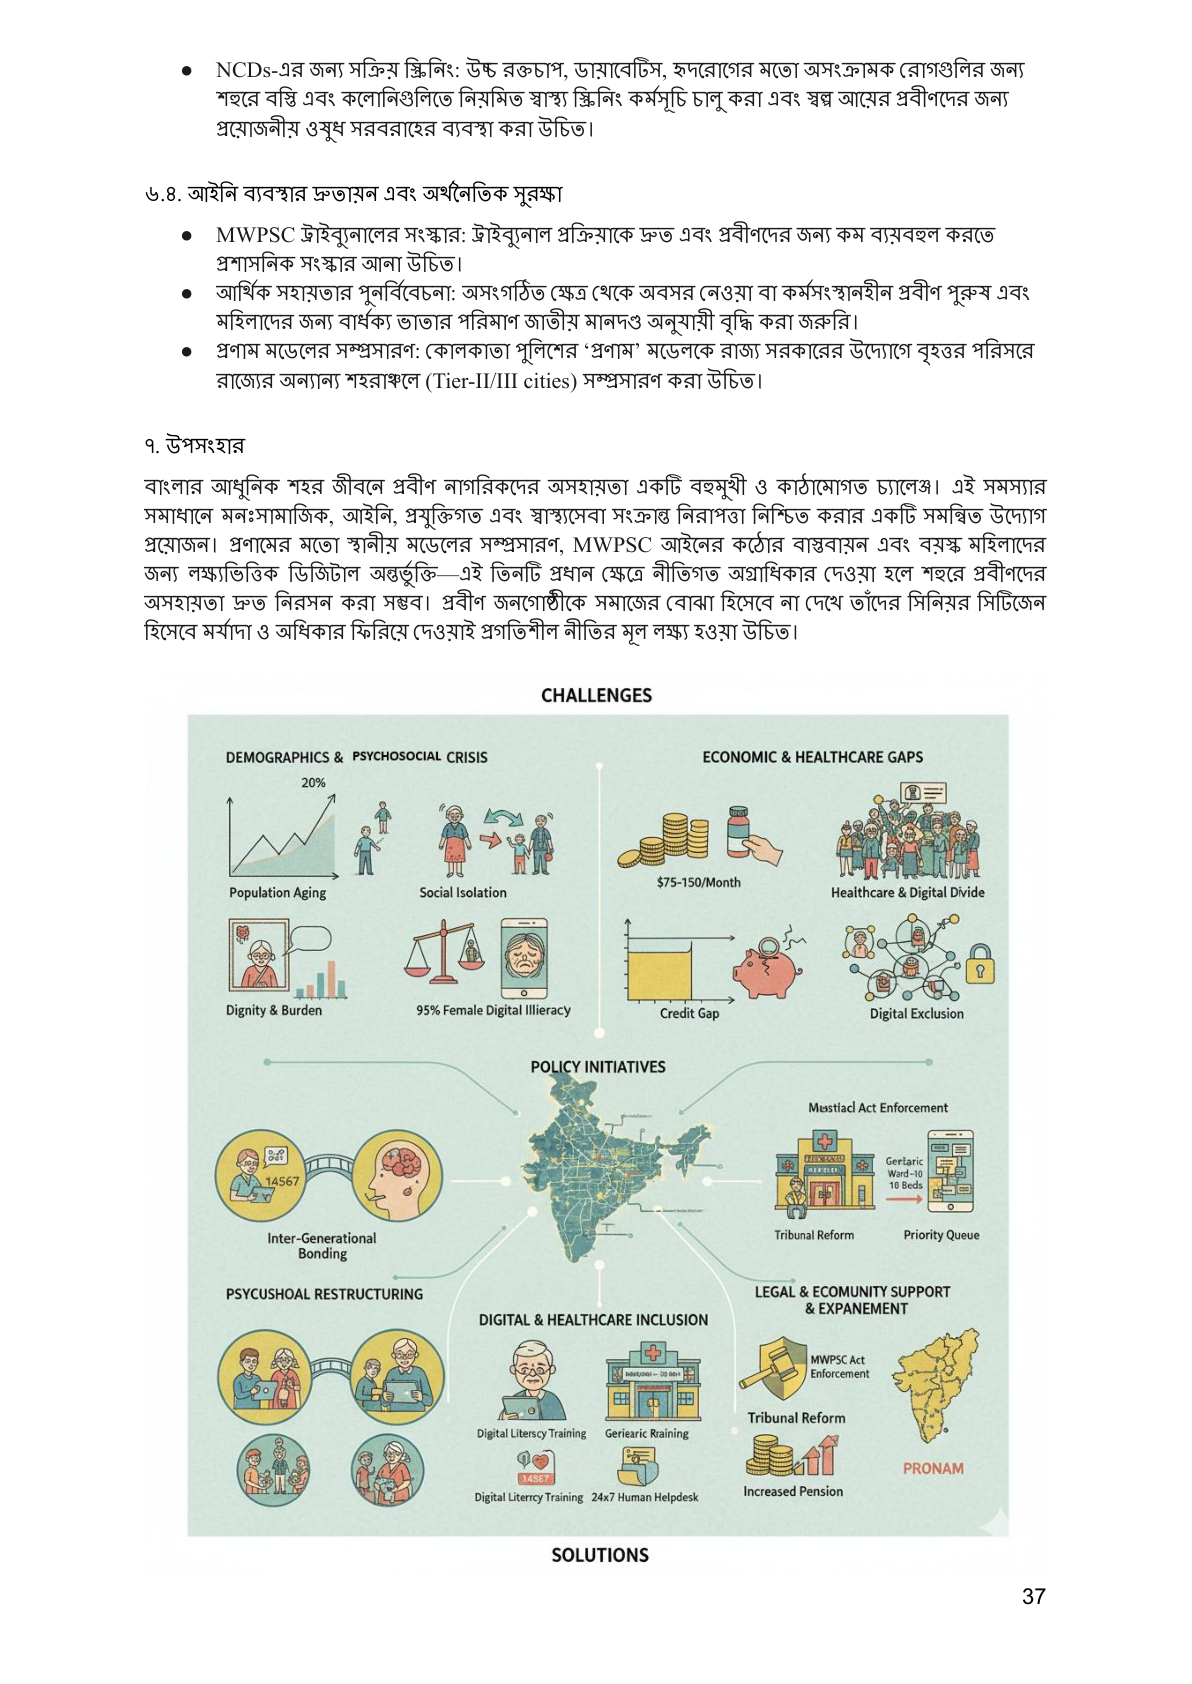 ● NCDs-এর জন্য সক্রিয় স্ক্রিনিং: উচ্চ রক্তচাপ, ডায়াবেটিস, হৃদরোগের মতো অসংক্রামক রোগগুলির জন্য
শহুরে বস্তি এবং কলোনিগুলিতে নিয়মিত স্বাস্থ্য স্ক্রিনিং কর্মসূচি চালু করা এবং স্বল্প আয়ের প্রবীণদের জন্য
প্রয়োজনীয় ওষুধ সরবরাহের ব্যবস্থা করা উচিত।
৬.৪. আইনি ব্যবস্থার দ্রুতায়ন এবং অর্থনৈতিক সুরক্ষা
● MWPSC ট্রাইব্যুনালের সংস্কার: ট্রাইব্যুনাল প্রক্রিয়াকে দ্রুত এবং প্রবীণদের জন্য কম ব্যয়বহুল করতে
প্রশাসনিক সংস্কার আনা উচিত।
● আর্থিক সহায়তার পুনর্বিবেচনা: অসংগঠিত ক্ষেত্র থেকে অবসর নেওয়া বা কর্মসংস্থানহীন প্রবীণ পুরুষ এবং
মহিলাদের জন্য বার্ধক্য ভাতার পরিমাণ জাতীয় মানদণ্ড অনুযায়ী বৃদ্ধি করা জরুরি।
● প্রণাম মডেলের সম্প্রসারণ: কোলকাতা পুলিশের ‘প্রণাম’ মডেলকে রাজ্য সরকারের উদ্যোগে বৃহত্তর পরিসরে
রাজ্যের অন্যান্য শহরাঞ্চলে (Tier-II/III cities) সম্প্রসারণ করা উচিত।
৭. উপসংহার
বাংলার আধুনিক শহর জীবনে প্রবীণ নাগরিকদের অসহায়তা একটি বহুমুখী ও কাঠামোগত চ্যালেঞ্জ। এই সমস্যার
সমাধানে মনঃসামাজিক, আইনি, প্রযুক্তিগত এবং স্বাস্থ্যসেবা সংক্রান্ত নিরাপত্তা নিশ্চিত করার একটি সমন্বিত উদ্যোগ
প্রয়োজন। প্রণামের মতো স্থানীয় মডেলের সম্প্রসারণ, MWPSC আইনের কঠোর বাস্তবায়ন এবং বয়স্ক মহিলাদের
জন্য লক্ষ্যভিত্তিক ডিজিটাল অন্তর্ভুক্তি—এই তিনটি প্রধান ক্ষেত্রে নীতিগত অগ্রাধিকার দেওয়া হলে শহুরে প্রবীণদের
অসহায়তা দ্রুত নিরসন করা সম্ভব। প্রবীণ জনগোষ্ঠীকে সমাজের বোঝা হিসেবে না দেখে তাঁদের সিনিয়র সিটিজেন
হিসেবে মর্যাদা ও অধিকার ফিরিয়ে দেওয়াই প্রগতিশীল নীতির মূল লক্ষ্য হওয়া উচিত।
CHALLENGES
DEMOGRAPHICS & PSYCHOSOCIAL CRISIS
ECONOMIC & HEALTHCARE GAPS
20%
Population Aging
Social Isolation
$75-150/Month
Healthcare & Digital Divide
Dignity & Burden
95% Female Digital Illieracy
Credit Gap
Digital Exclusion
POLICY INITIATIVES
Mustiacl Act Enforcement
14567
Gertaric
Ward-10
10 Beds
Tribunal Reform
Priority Queue
Inter-Generational
Bonding
PSYCUSHOAL RESTRUCTURING
LEGAL & ECOMUNITY SUPPORT
& EXPANEMENT
DIGITAL & HEALTHCARE INCLUSION
MWPSC Act
Enforcement
Digital Literscy Training
Geriearic Rraining
Tribunal Reform
PRONAM
14567
Digital Literrcy Training
24x7 Human Helpdesk
Increased Pension
SOLUTIONS
37